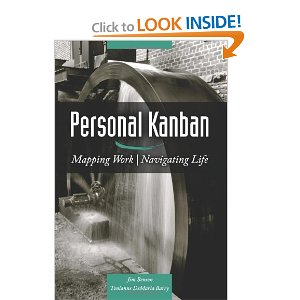 Click to LOOK INSIDE!
Personal Kanban
Mapping Work | Navigating Life
Jim Benson
Tonianne DeMaria Barry